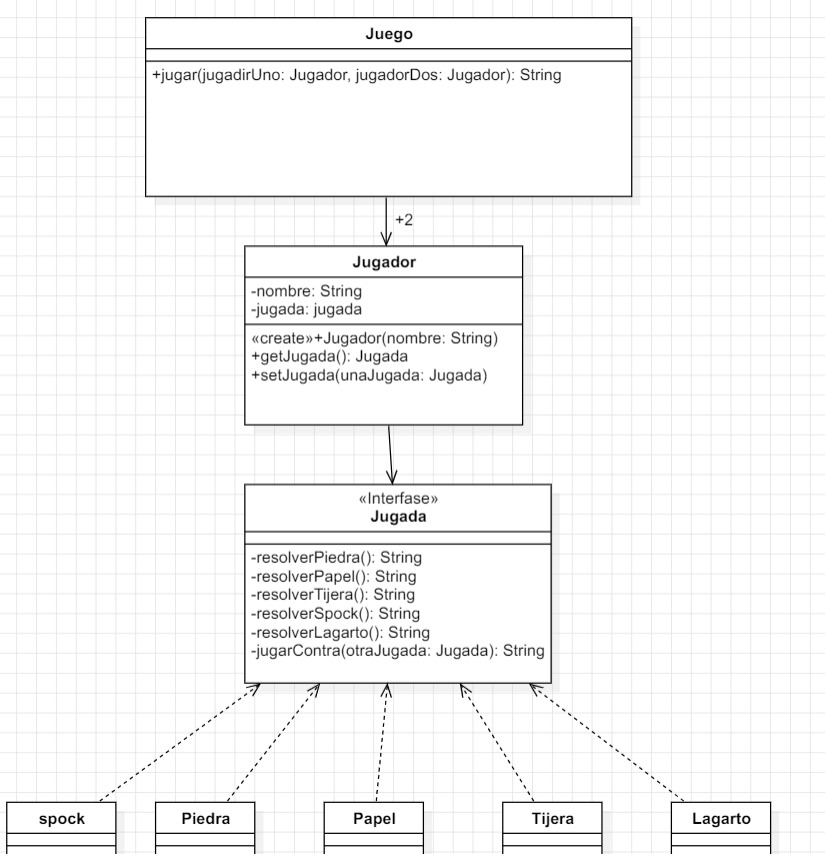 Juego
+jugar(jugadirUno: Jugador, jugadorDos: Jugador): String
+2
Jugador
-nombre: String
-jugada: jugada
«create»+Jugador(nombre: String)
+getJugada(): Jugada
+setJugada(unaJugada: Jugada)
«Interfase»
Jugada
-resolverPiedra(): String
-resolverPapel(): String
-resolverTijera(): String
-resolverSpock(): String
-resolverLagarto(): String
-jugarContra(otraJugada: Jugada): String
spock
Piedra
Papel
Tijera
Lagarto